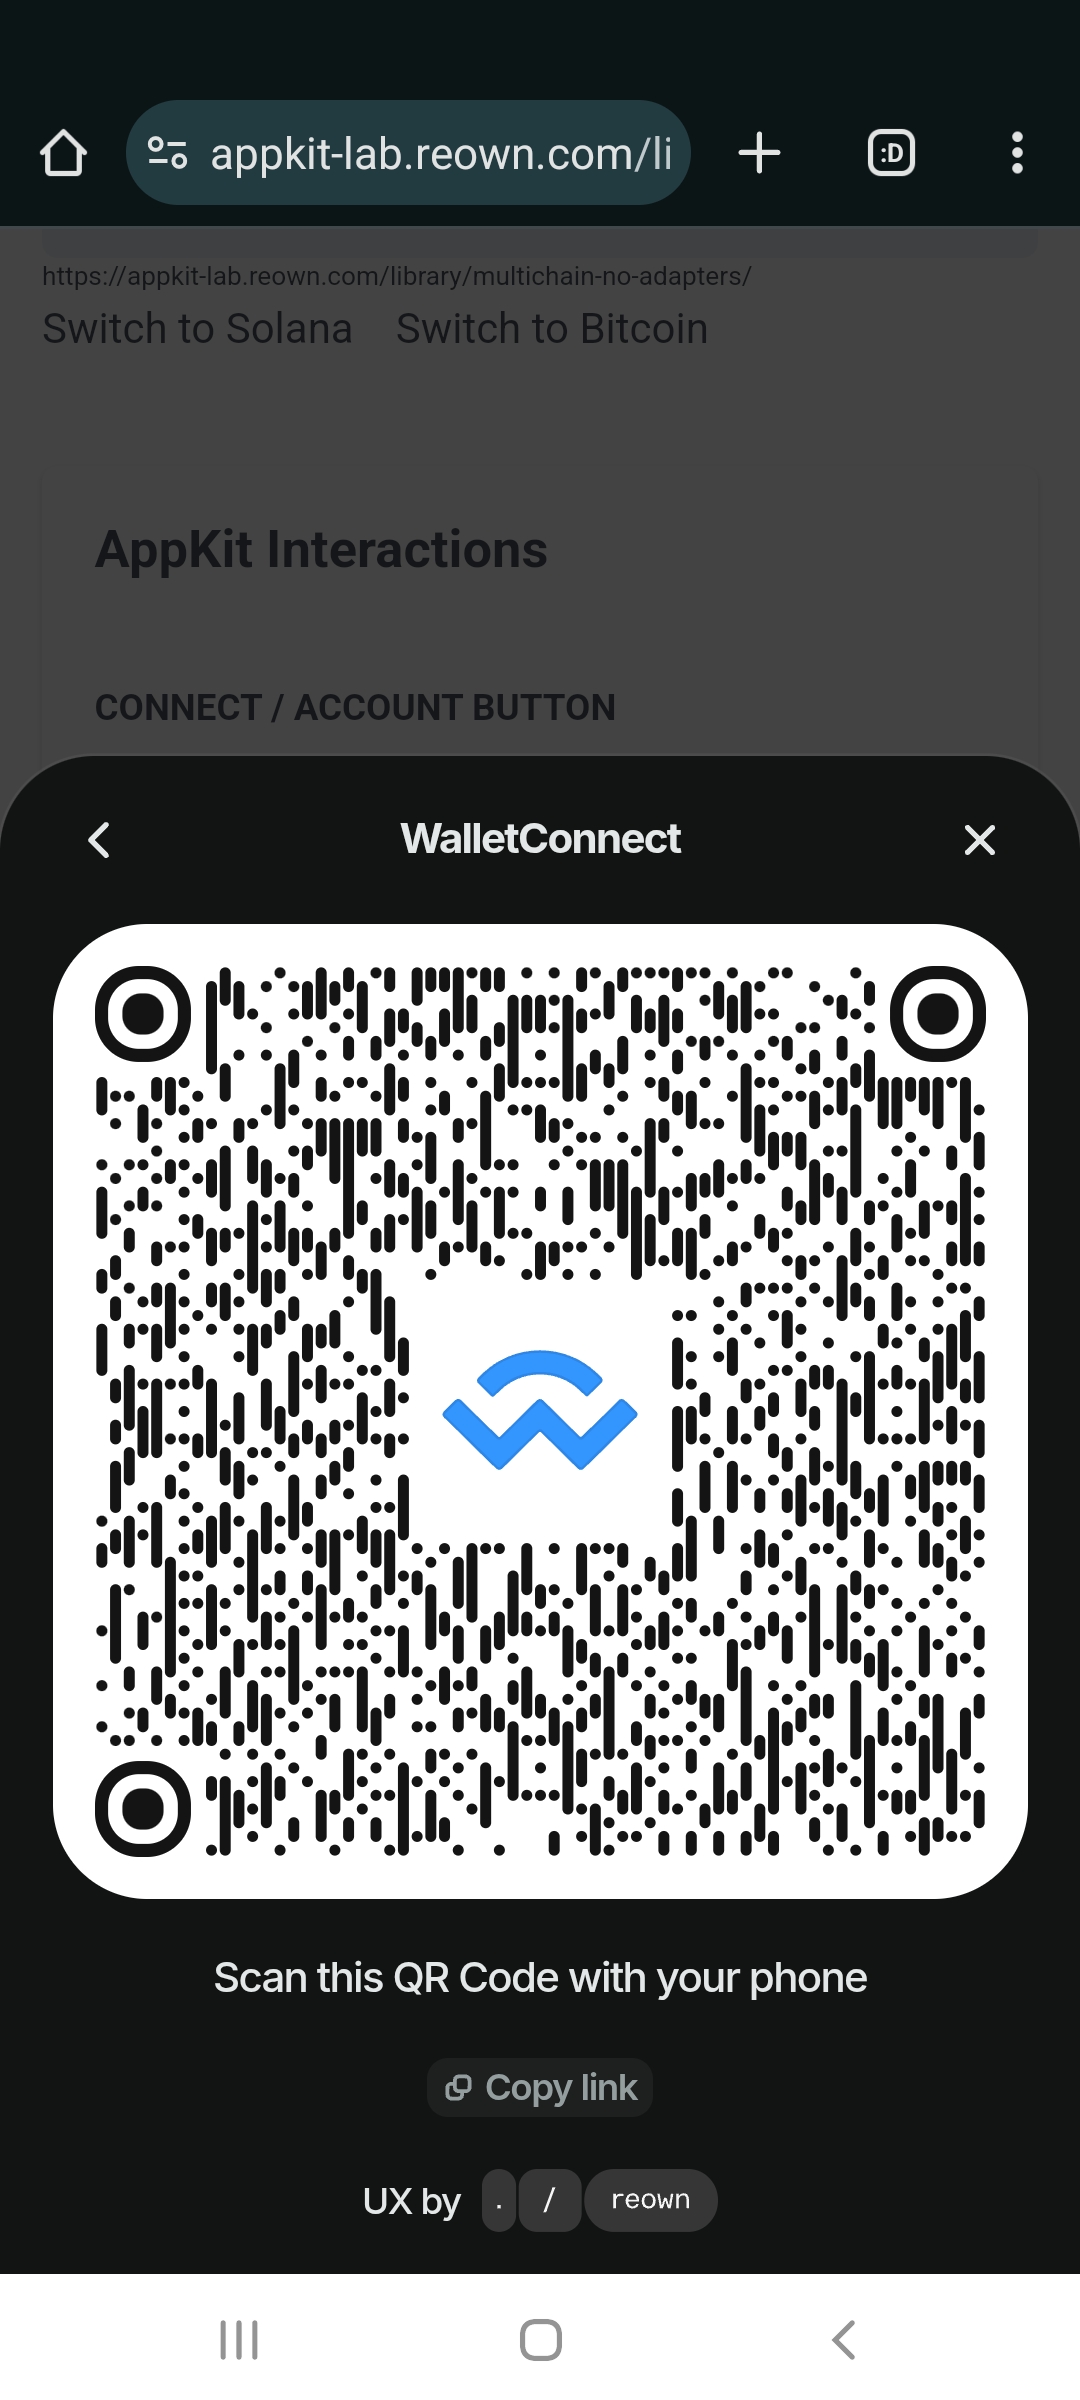 appkit-lab.reown.com/li
:D
https://appkit-lab.reown.com/library/multichain-no-adapters/
Switch to Solana Switch to Bitcoin
AppKit Interactions
CONNECT / ACCOUNT BUTTON
WalletConnect
Scan this QR Code with your phone
Copy link
UX by . / reown